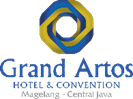 Grand Artos
HOTEL & CONVENTION
Magelang - Central Java